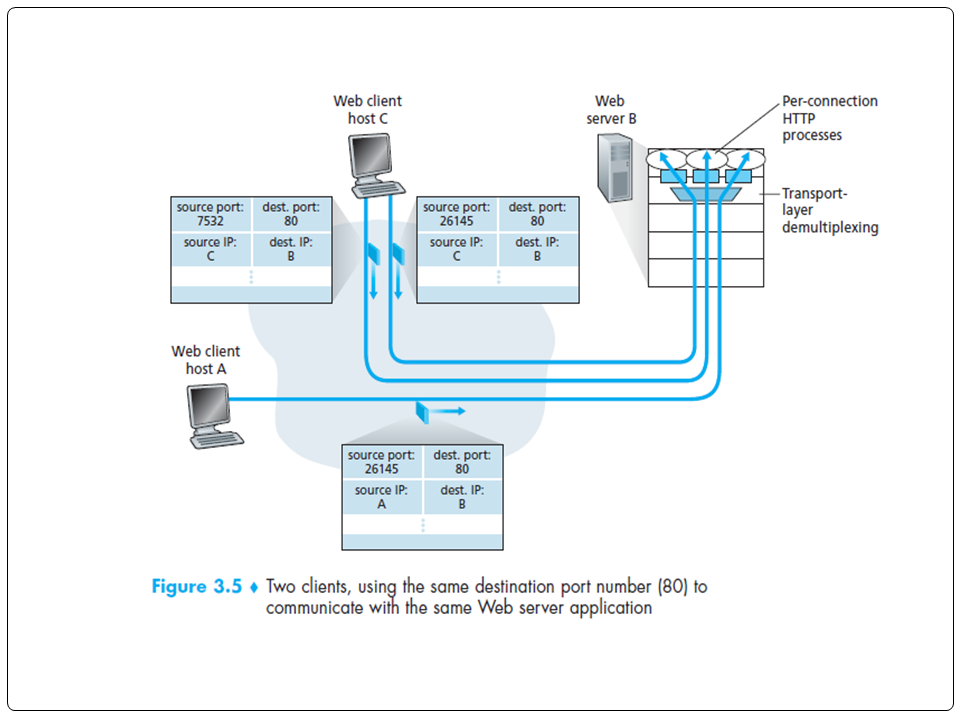 Web client
host C
Web
server B
Per-connection
HTTP
processes
Transport-
layer
demultiplexing
source port:
7532
dest. port:
80
source IP:
C
dest. IP:
B
source port:
26145
dest. port:
80
source IP:
C
dest. IP:
B
Web client
host A
source port:
26145
dest. port:
80
source IP:
A
dest. IP:
B
Figure 3.5 ♦ Two clients, using the same destination port number (80) to
communicate with the same Web server application